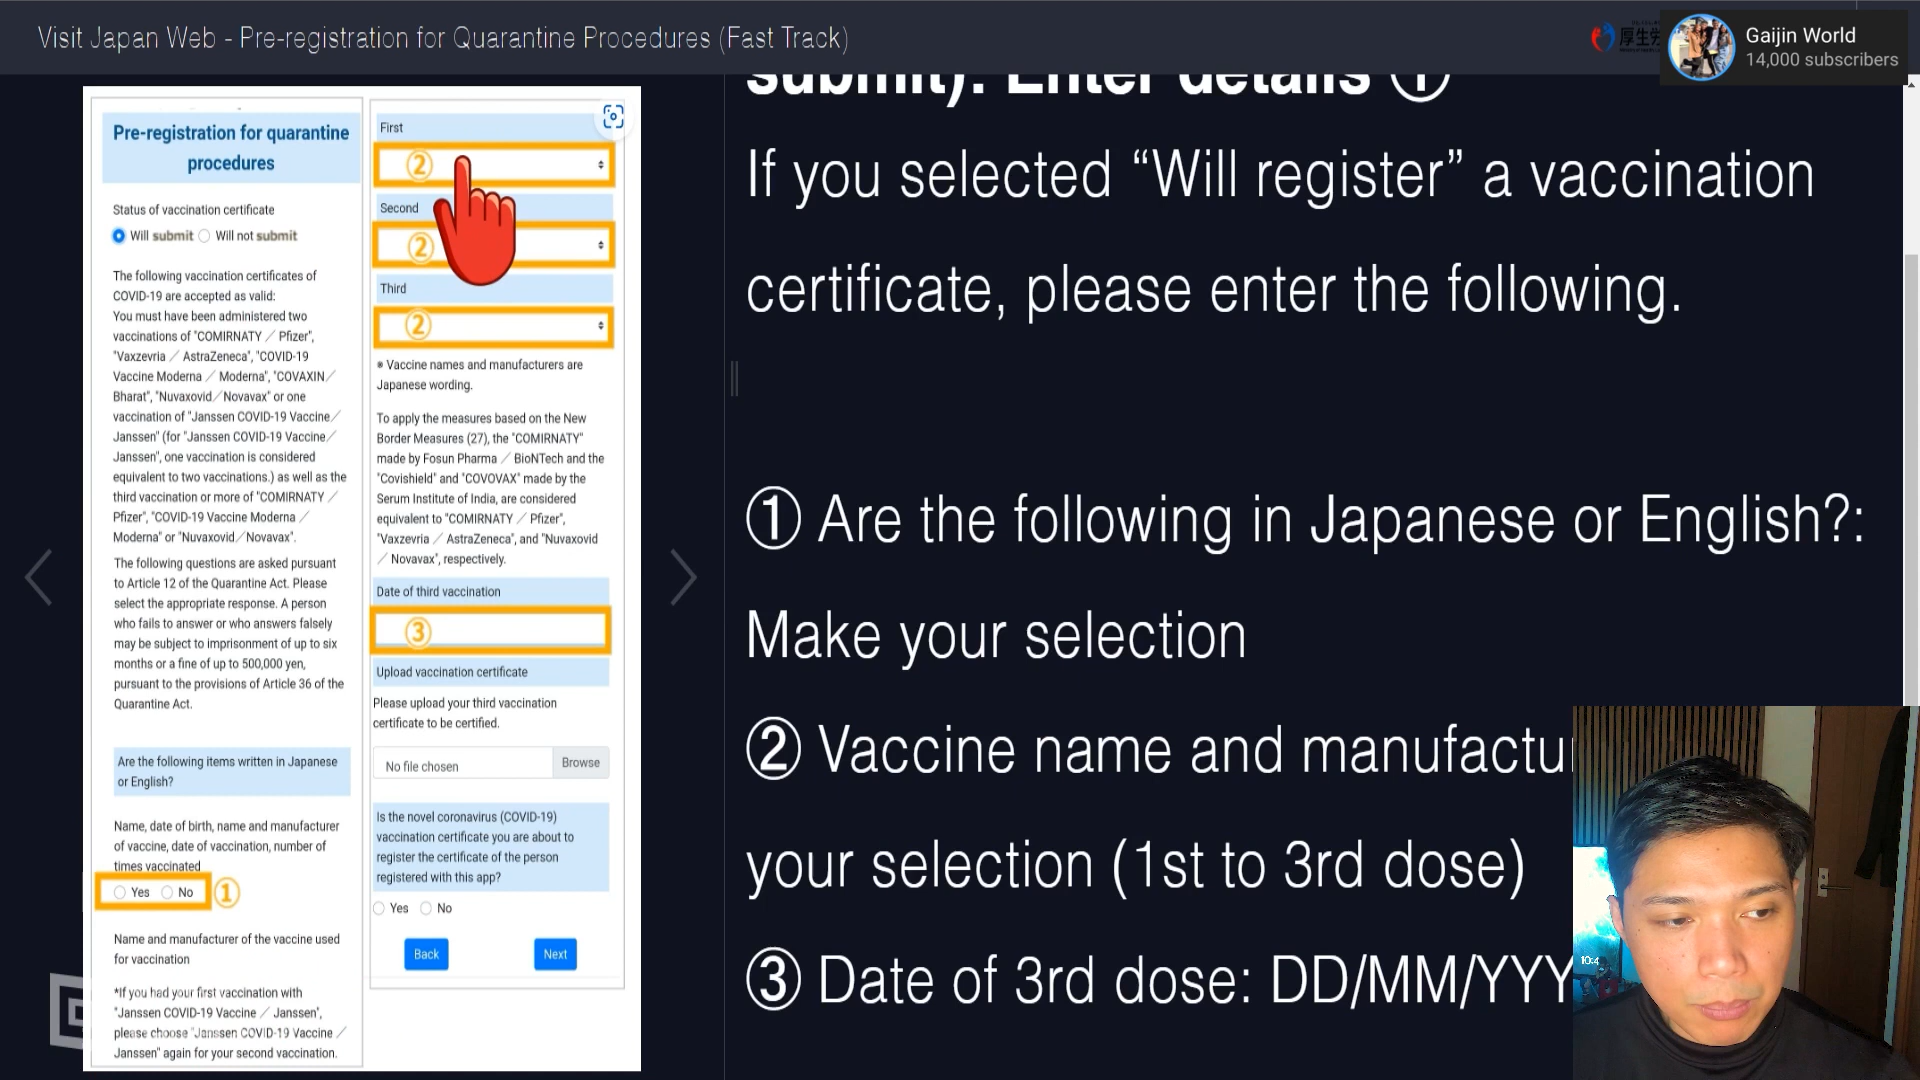 Visit Japan Web - Pre-registration for Quarantine Procedures (Fast Track)
厚生
Gaijin World
14,000 subscribers
Pre-registration for quarantine
procedures
Status of vaccination certificate
Will submit Will not submit
The following vaccination certificates of
COVID-19 are accepted as valid:
You must have been administered two
vaccinations of "COMIRNATY／Pfizer",
"Vaxzevria／AstraZeneca", "COVID-19
Vaccine Moderna／Moderna", "COVAXIN／
Bharat", "Nuvaxovid／Novavax" or one
vaccination of "Janssen COVID-19 Vaccine／
Janssen" (for "Janssen COVID-19 Vaccine／
Janssen", one vaccination is considered
equivalent to two vaccinations.) as well as the
third vaccination or more of "COMIRNATY／
Pfizer", "COVID-19 Vaccine Moderna／
Moderna" or "Nuvaxovid／Novavax".
The following questions are asked pursuant
to Article 12 of the Quarantine Act. Please
select the appropriate response. A person
who fails to answer or who answers falsely
may be subject to imprisonment of up to six
months or a fine of up to 500,000 yen,
pursuant to the provisions of Article 36 of the
Quarantine Act.
Are the following items written in Japanese
or English?
Name, date of birth, name and manufacturer
of vaccine, date of vaccination, number of
times vaccinated
Yes No ①
Name and manufacturer of the vaccine used
for vaccination
*If you had your first vaccination with
"Janssen COVID-19 Vaccine／Janssen",
please choose "Janssen COVID-19 Vaccine／
Janssen" again for your second vaccination.
First
②
Second
②
Third
②
※ Vaccine names and manufacturers are
Japanese wording.
To apply the measures based on the New
Border Measures (27), the "COMIRNATY"
made by Fosun Pharma／BioNTech and the
"Covishield" and "COVOVAX" made by the
Serum Institute of India, are considered
equivalent to "COMIRNATY／Pfizer",
"Vaxzevria／AstraZeneca", and "Nuvaxovid
／Novavax", respectively.
Date of third vaccination
③
Upload vaccination certificate
Please upload your third vaccination
certificate to be certified.
No file chosen Browse
Is the novel coronavirus (COVID-19)
vaccination certificate you are about to
register the certificate of the person
registered with this app?
Yes No
Back Next
submit): Enter details ①
If you selected “Will register” a vaccination
certificate, please enter the following.
① Are the following in Japanese or English?:
Make your selection
② Vaccine name and manufactu
your selection (1st to 3rd dose)
③ Date of 3rd dose: DD/MM/YYY